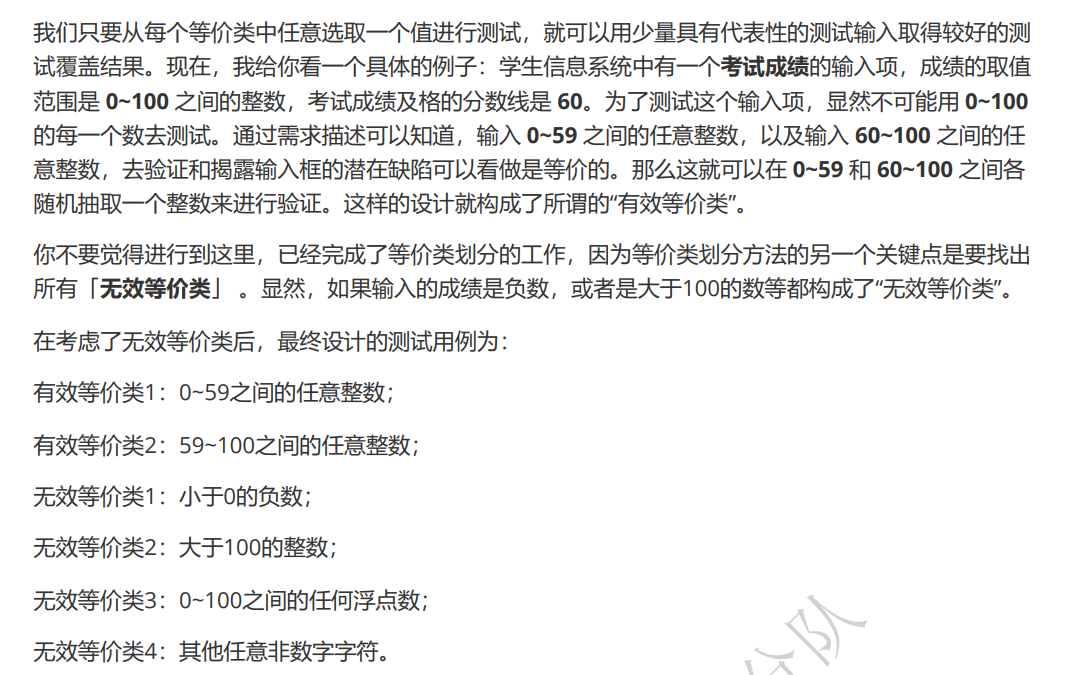 我们只要从每个等价类中任意选取一个值进行测试，就可以用少量具有代表性的测试输入取得较好的测
试覆盖结果。现在，我给你看一个具体的例子：学生信息系统中有一个考试成绩的输入项，成绩的取值
范围是 0~100 之间的整数，考试成绩及格的分数线是 60。为了测试这个输入项，显然不可能用 0~100
的每一个数去测试。通过需求描述可以知道，输入 0~59 之间的任意整数，以及输入 60~100 之间的任
意整数，去验证和揭露输入框的潜在缺陷可以看做是等价的。那么这就可以在 0~59 和 60~100 之间各
随机抽取一个整数来进行验证。这样的设计就构成了所谓的“有效等价类”。
你不要觉得进行到这里，已经完成了等价类划分的工作，因为等价类划分方法的另一个关键点是要找出
所有「无效等价类」 。显然，如果输入的成绩是负数，或者是大于100的数等都构成了“无效等价类”。
在考虑了无效等价类后，最终设计的测试用例为：
有效等价类1：0~59之间的任意整数；
有效等价类2：59~100之间的任意整数；
无效等价类1：小于0的负数；
无效等价类2：大于100的整数；
无效等价类3：0~100之间的任何浮点数；
无效等价类4：其他任意非数字字符。
队